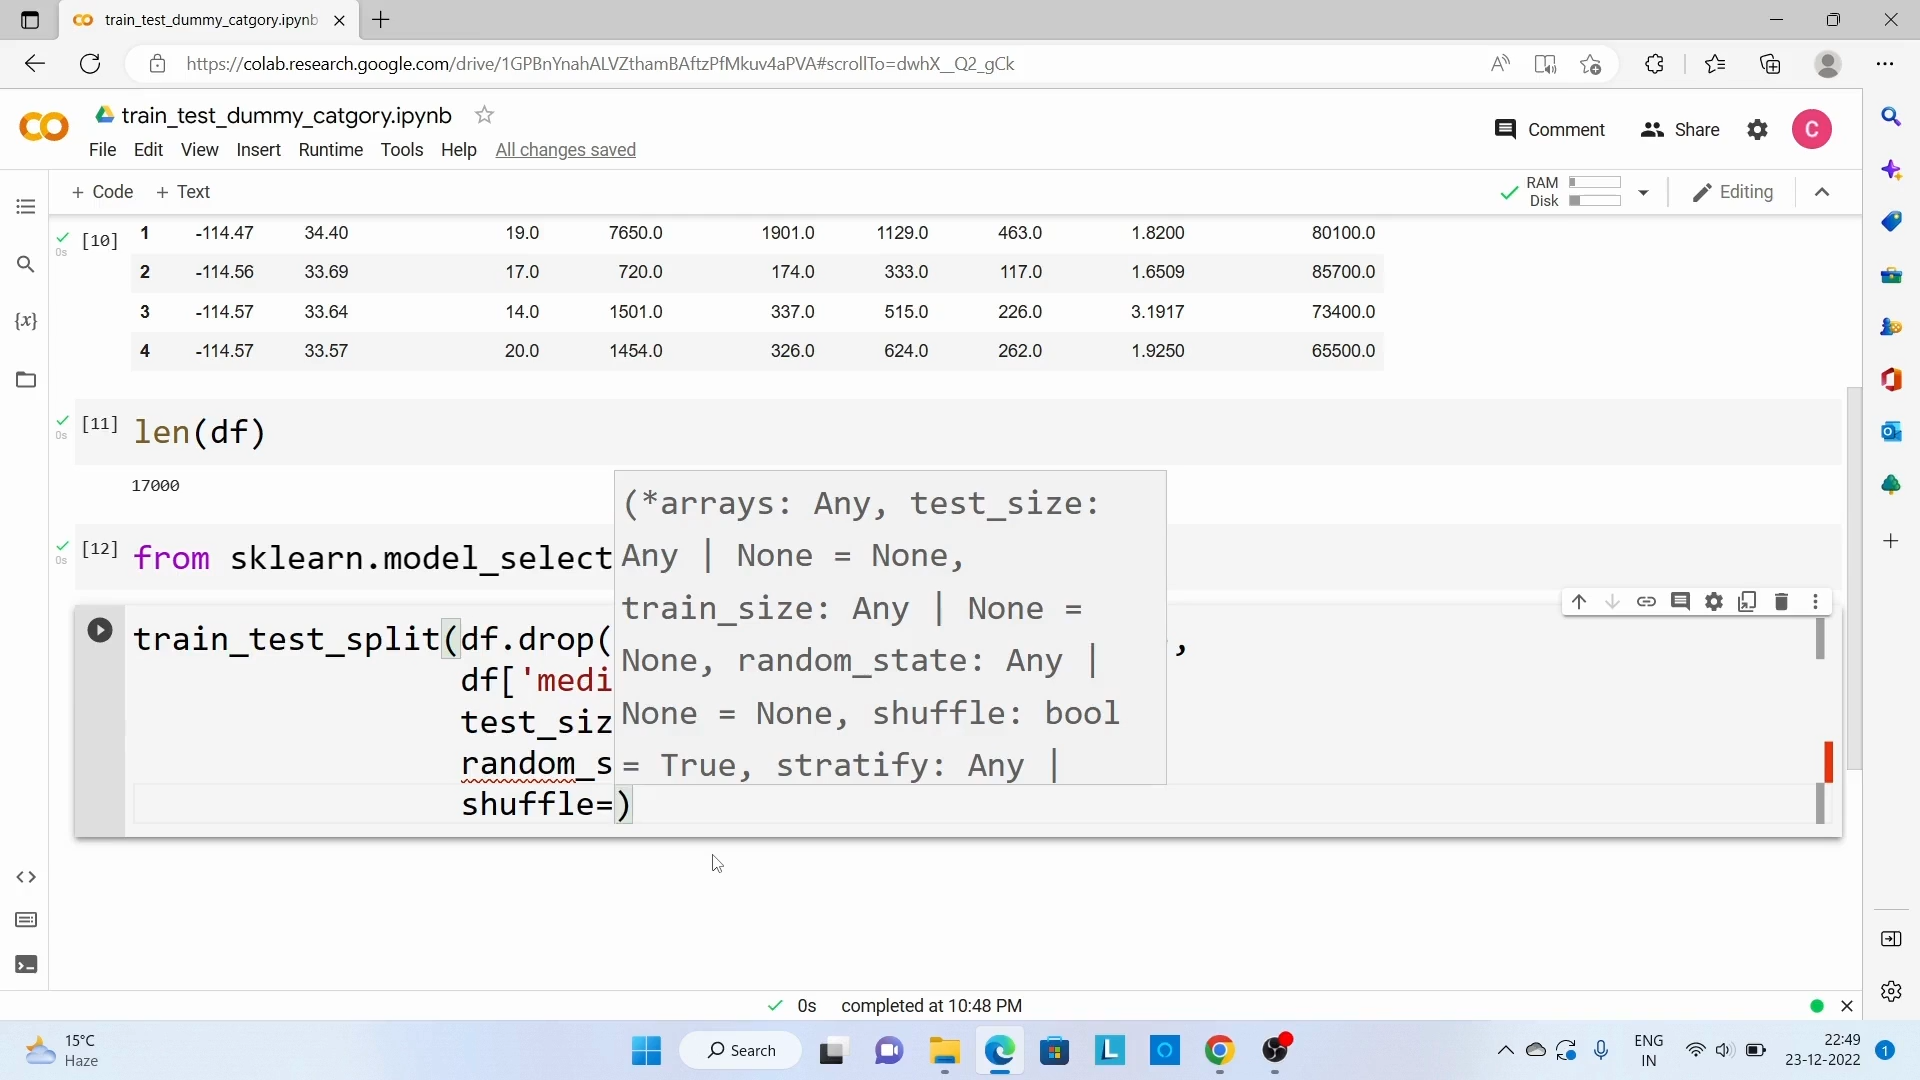 train_test_dummy_catgory.ipynb
https://colab.research.google.com/drive/1GPBnYnahALVZthamBAftzPfMkuv4aPVA#scrollTo=dwhX__Q2_gCk
train_test_dummy_catgory.ipynb
Comment
Share
C
File Edit View Insert Runtime Tools Help All changes saved
+ Code + Text
RAM
Disk
Editing
[10] 1 -114.47 34.40 19.0 7650.0 1901.0 1129.0 463.0 1.8200 80100.0
0s
2 -114.56 33.69 17.0 720.0 174.0 333.0 117.0 1.6509 85700.0
3 -114.57 33.64 14.0 1501.0 337.0 515.0 226.0 3.1917 73400.0
4 -114.57 33.57 20.0 1454.0 326.0 624.0 262.0 1.9250 65500.0
[11] len(df)
0s
17000
[12] from sklearn.model_select
0s
(*arrays: Any, test_size:
Any | None = None,
train_size: Any | None =
None, random_state: Any |
None = None, shuffle: bool
= True, stratify: Any |
train_test_split(df.drop( ,
df['medi
test_siz
random_s
shuffle=)
0s completed at 10:48 PM
15°C
Haze
Search
ENG
IN
22:49
23-12-2022
1